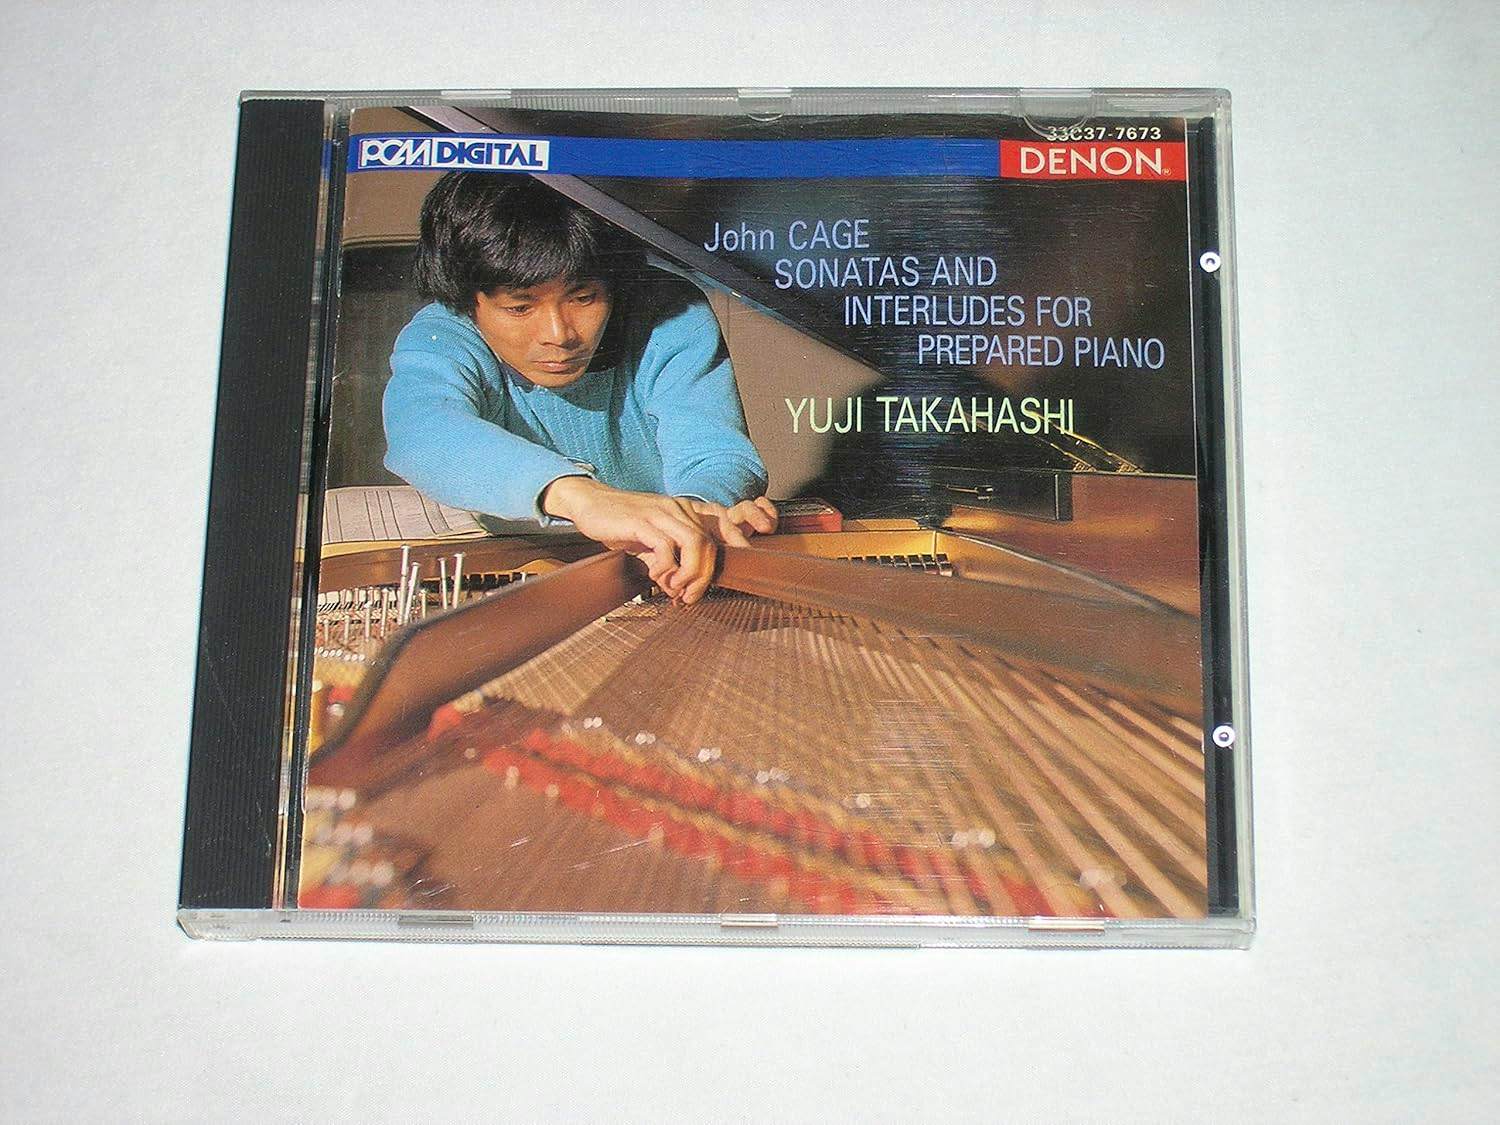 33C37-7673
PCM DIGITAL
DENON®
John CAGE
SONATAS AND
INTERLUDES FOR
PREPARED PIANO
YUJI TAKAHASHI